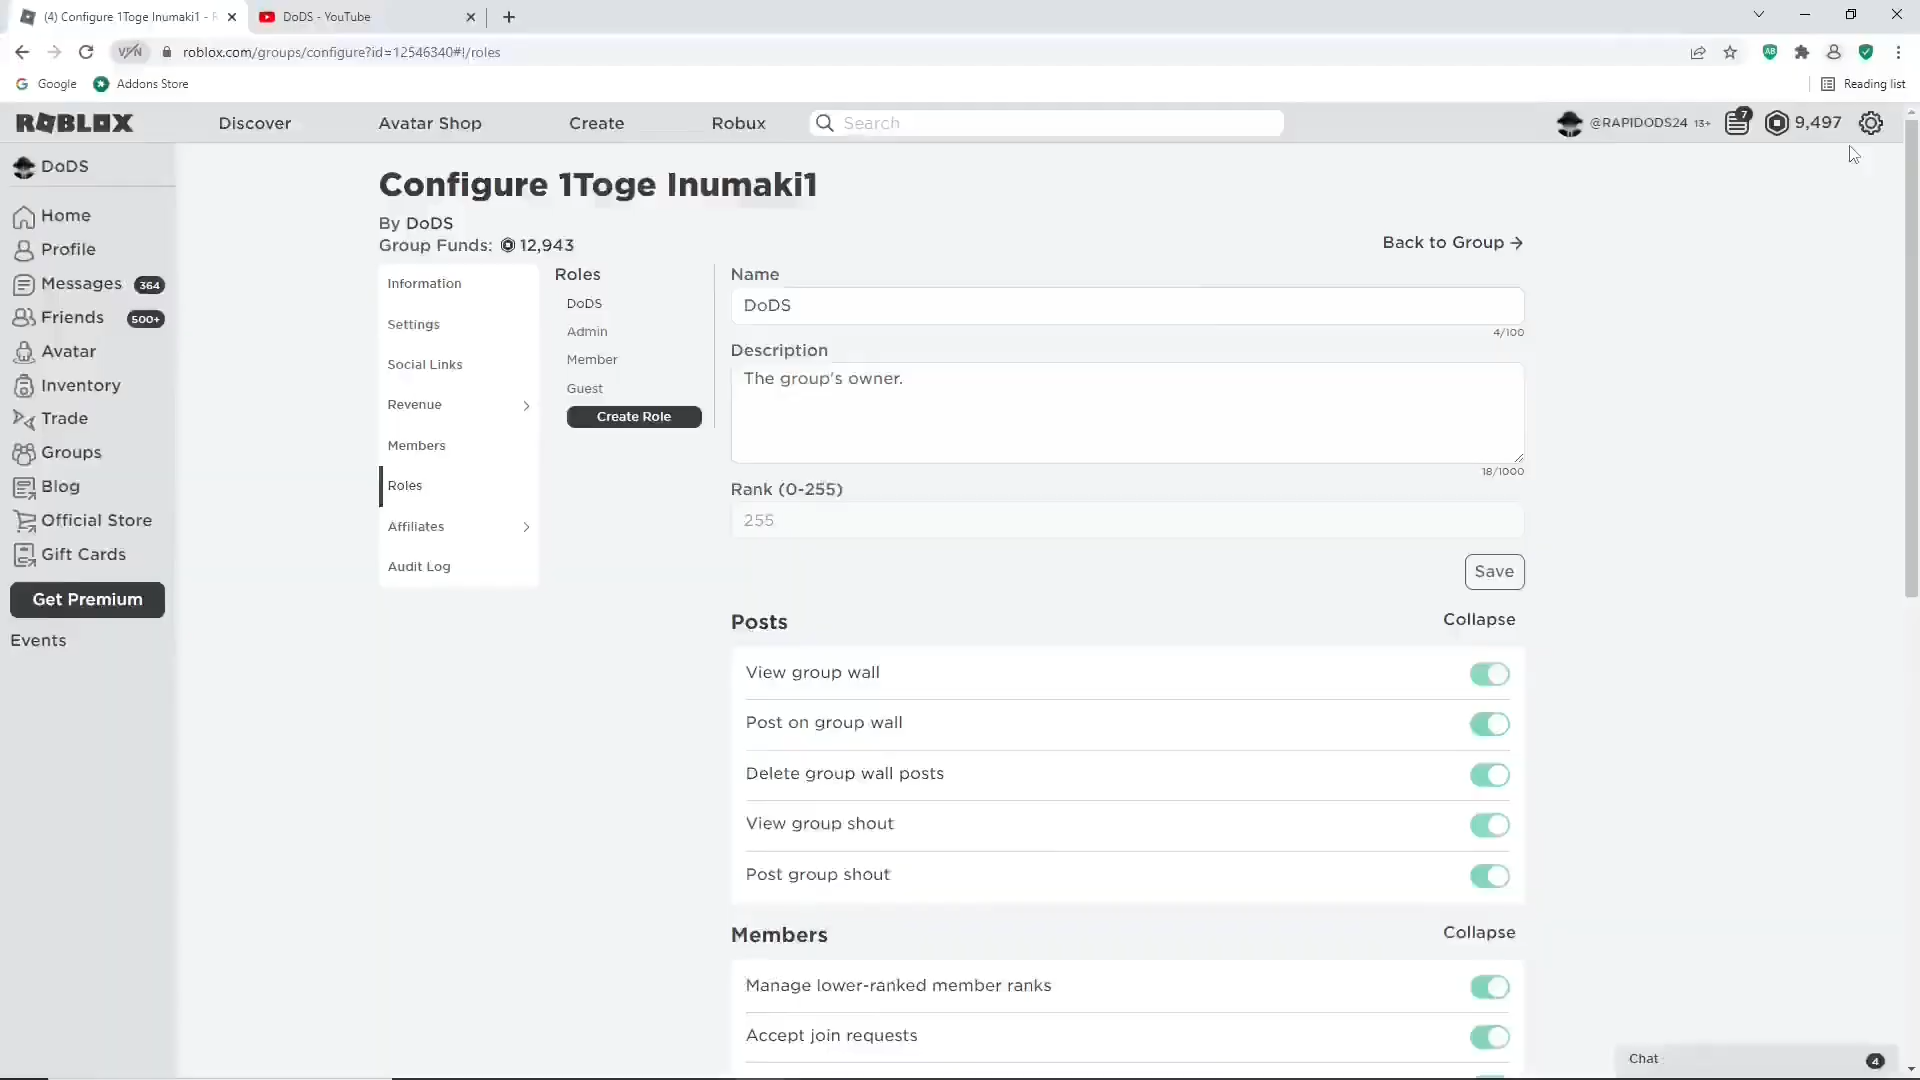 (4) Configure 1Toge Inumaki1 - R
DoDS - YouTube
VPN
roblox.com/groups/configure?id=12546340#!/roles
Google
Addons Store
Reading list
ROBLOX
Discover
Avatar Shop
Create
Robux
Search
@RAPIDODS24 13+
7
9,497
DoDS
Home
Profile
Messages 364
Friends 500+
Avatar
Inventory
Trade
Groups
Blog
Official Store
Gift Cards
Get Premium
Events
Configure 1Toge Inumaki1
By DoDS
Group Funds: 12,943
Back to Group →
Information
Settings
Social Links
Revenue
Members
Roles
Affiliates
Audit Log
Roles
DoDS
Admin
Member
Guest
Create Role
Name
DoDS
4/100
Description
The group's owner.
18/1000
Rank (0-255)
255
Save
Posts
Collapse
View group wall
Post on group wall
Delete group wall posts
View group shout
Post group shout
Members
Collapse
Manage lower-ranked member ranks
Accept join requests
Chat
4